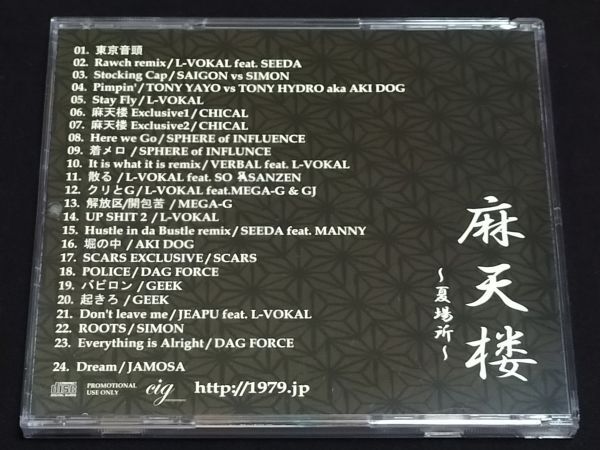 01. 東京音頭
02. Rawch remix/L-VOKAL feat. SEEDA
03. Stocking Cap/SAIGON vs SIMON
04. Pimpin'/TONY YAYO vs TONY HYDRO aka AKI DOG
05. Stay Fly/L-VOKAL
06. 麻天楼 Exclusive1/CHICAL
07. 麻天楼 Exclusive2/CHICAL
08. Here we Go/SPHERE of INFLUENCE
09. 着メロ/SPHERE of INFLUNCE
10. It is what it is remix/VERBAL feat. L-VOKAL
11. 散る/L-VOKAL feat. SO SANZEN
12. クリとG/L-VOKAL feat.MEGA-G & GJ
13. 解放区/開包苦/MEGA-G
14. UP SHIT 2/L-VOKAL
15. Hustle in da Bustle remix/SEEDA feat. MANNY
16. 堀の中/AKI DOG
17. SCARS EXCLUSIVE/SCARS
18. POLICE/DAG FORCE
19. バビロン/GEEK
20. 起きろ/GEEK
21. Don't leave me/JEAPU feat. L-VOKAL
22. ROOTS/SIMON
23. Everything is Alright/DAG FORCE
24. Dream/JAMOSA
麻天楼
～夏場所～
disc
DIGITAL AUDIO
PROMOTIONAL
USE ONLY
cig
http://1979.jp